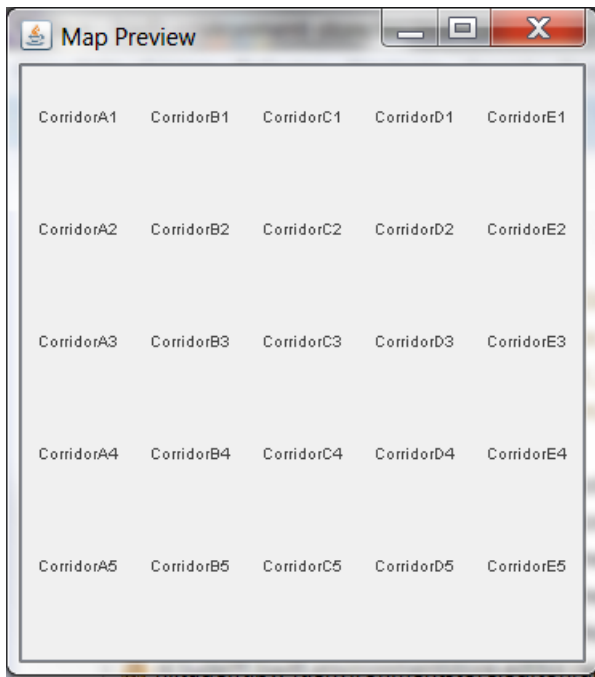 Map Preview
CorridorA1 CorridorB1 CorridorC1 CorridorD1 CorridorE1
CorridorA2 CorridorB2 CorridorC2 CorridorD2 CorridorE2
CorridorA3 CorridorB3 CorridorC3 CorridorD3 CorridorE3
CorridorA4 CorridorB4 CorridorC4 CorridorD4 CorridorE4
CorridorA5 CorridorB5 CorridorC5 CorridorD5 CorridorE5